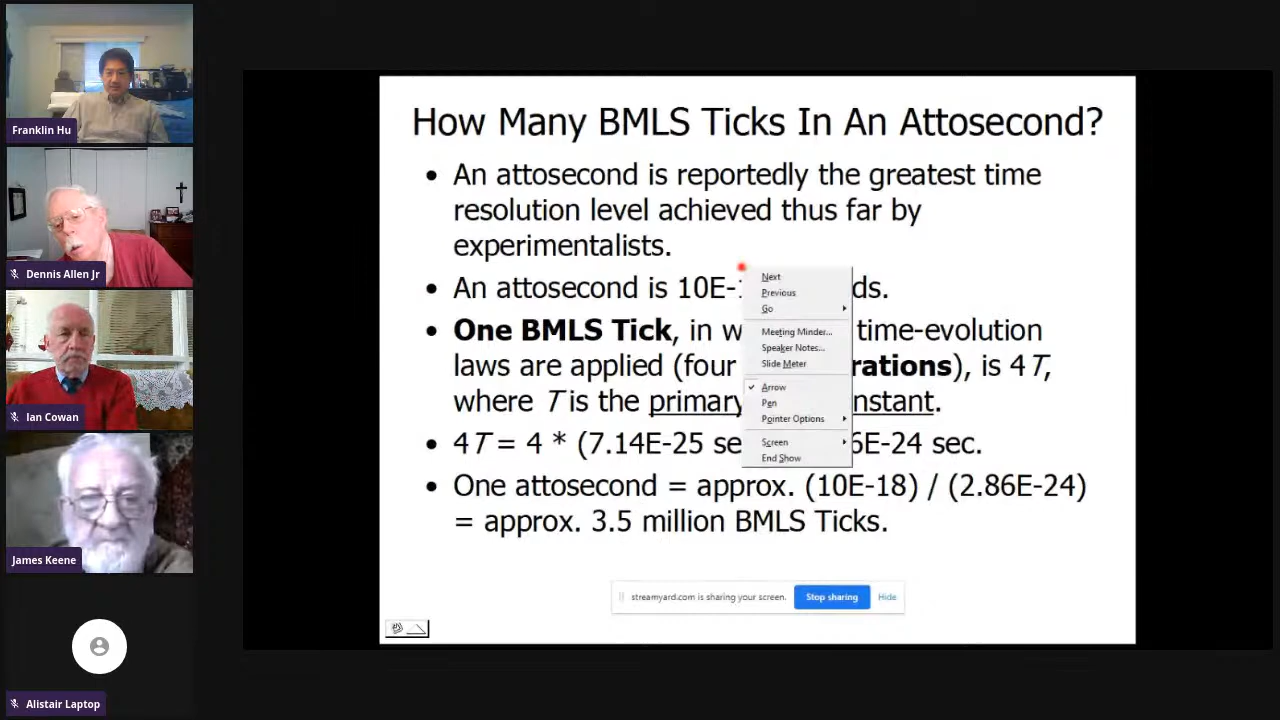 Franklin Hu
Dennis Allen Jr
Ian Cowan
James Keene
Alistair Laptop
How Many BMLS Ticks In An Attosecond?
• An attosecond is reportedly the greatest time
resolution level achieved thus far by
experimentalists.
• An attosecond is 10E- ds.
• One BMLS Tick, in w time-evolution
laws are applied (four rations), is 4T,
where T is the primary nstant.
• 4T = 4 * (7.14E-25 se 6E-24 sec.
• One attosecond = approx. (10E-18) / (2.86E-24)
= approx. 3.5 million BMLS Ticks.
Next
Previous
Go
Meeting Minder...
Speaker Notes...
Slide Meter
Arrow
Pen
Pointer Options
Screen
End Show
streamyard.com is sharing your screen. Stop sharing Hide